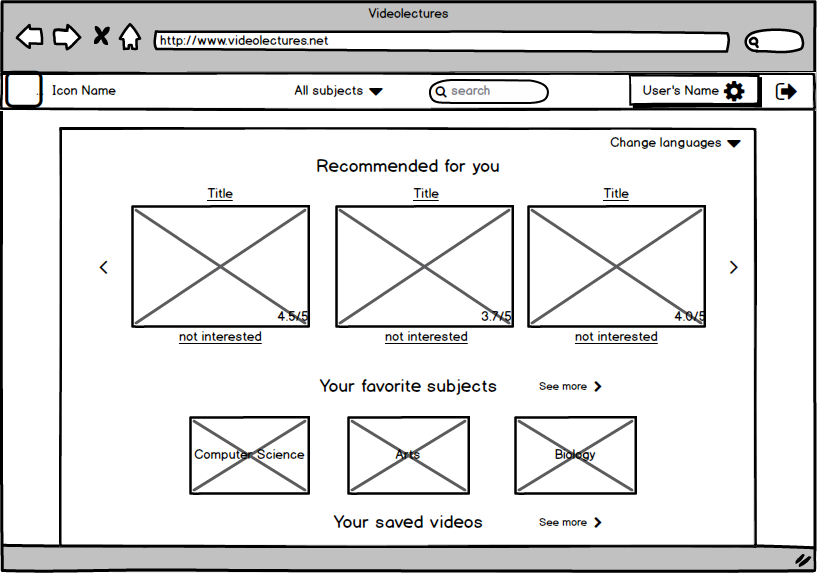 Videolectures
http://www.videolectures.net
Icon Name
All subjects
search
User's Name
Change languages
Recommended for you
Title Title Title
4.5/5 3.7/5 4.0/5
not interested not interested not interested
Your favorite subjects See more
Computer Science Arts Biology
Your saved videos See more